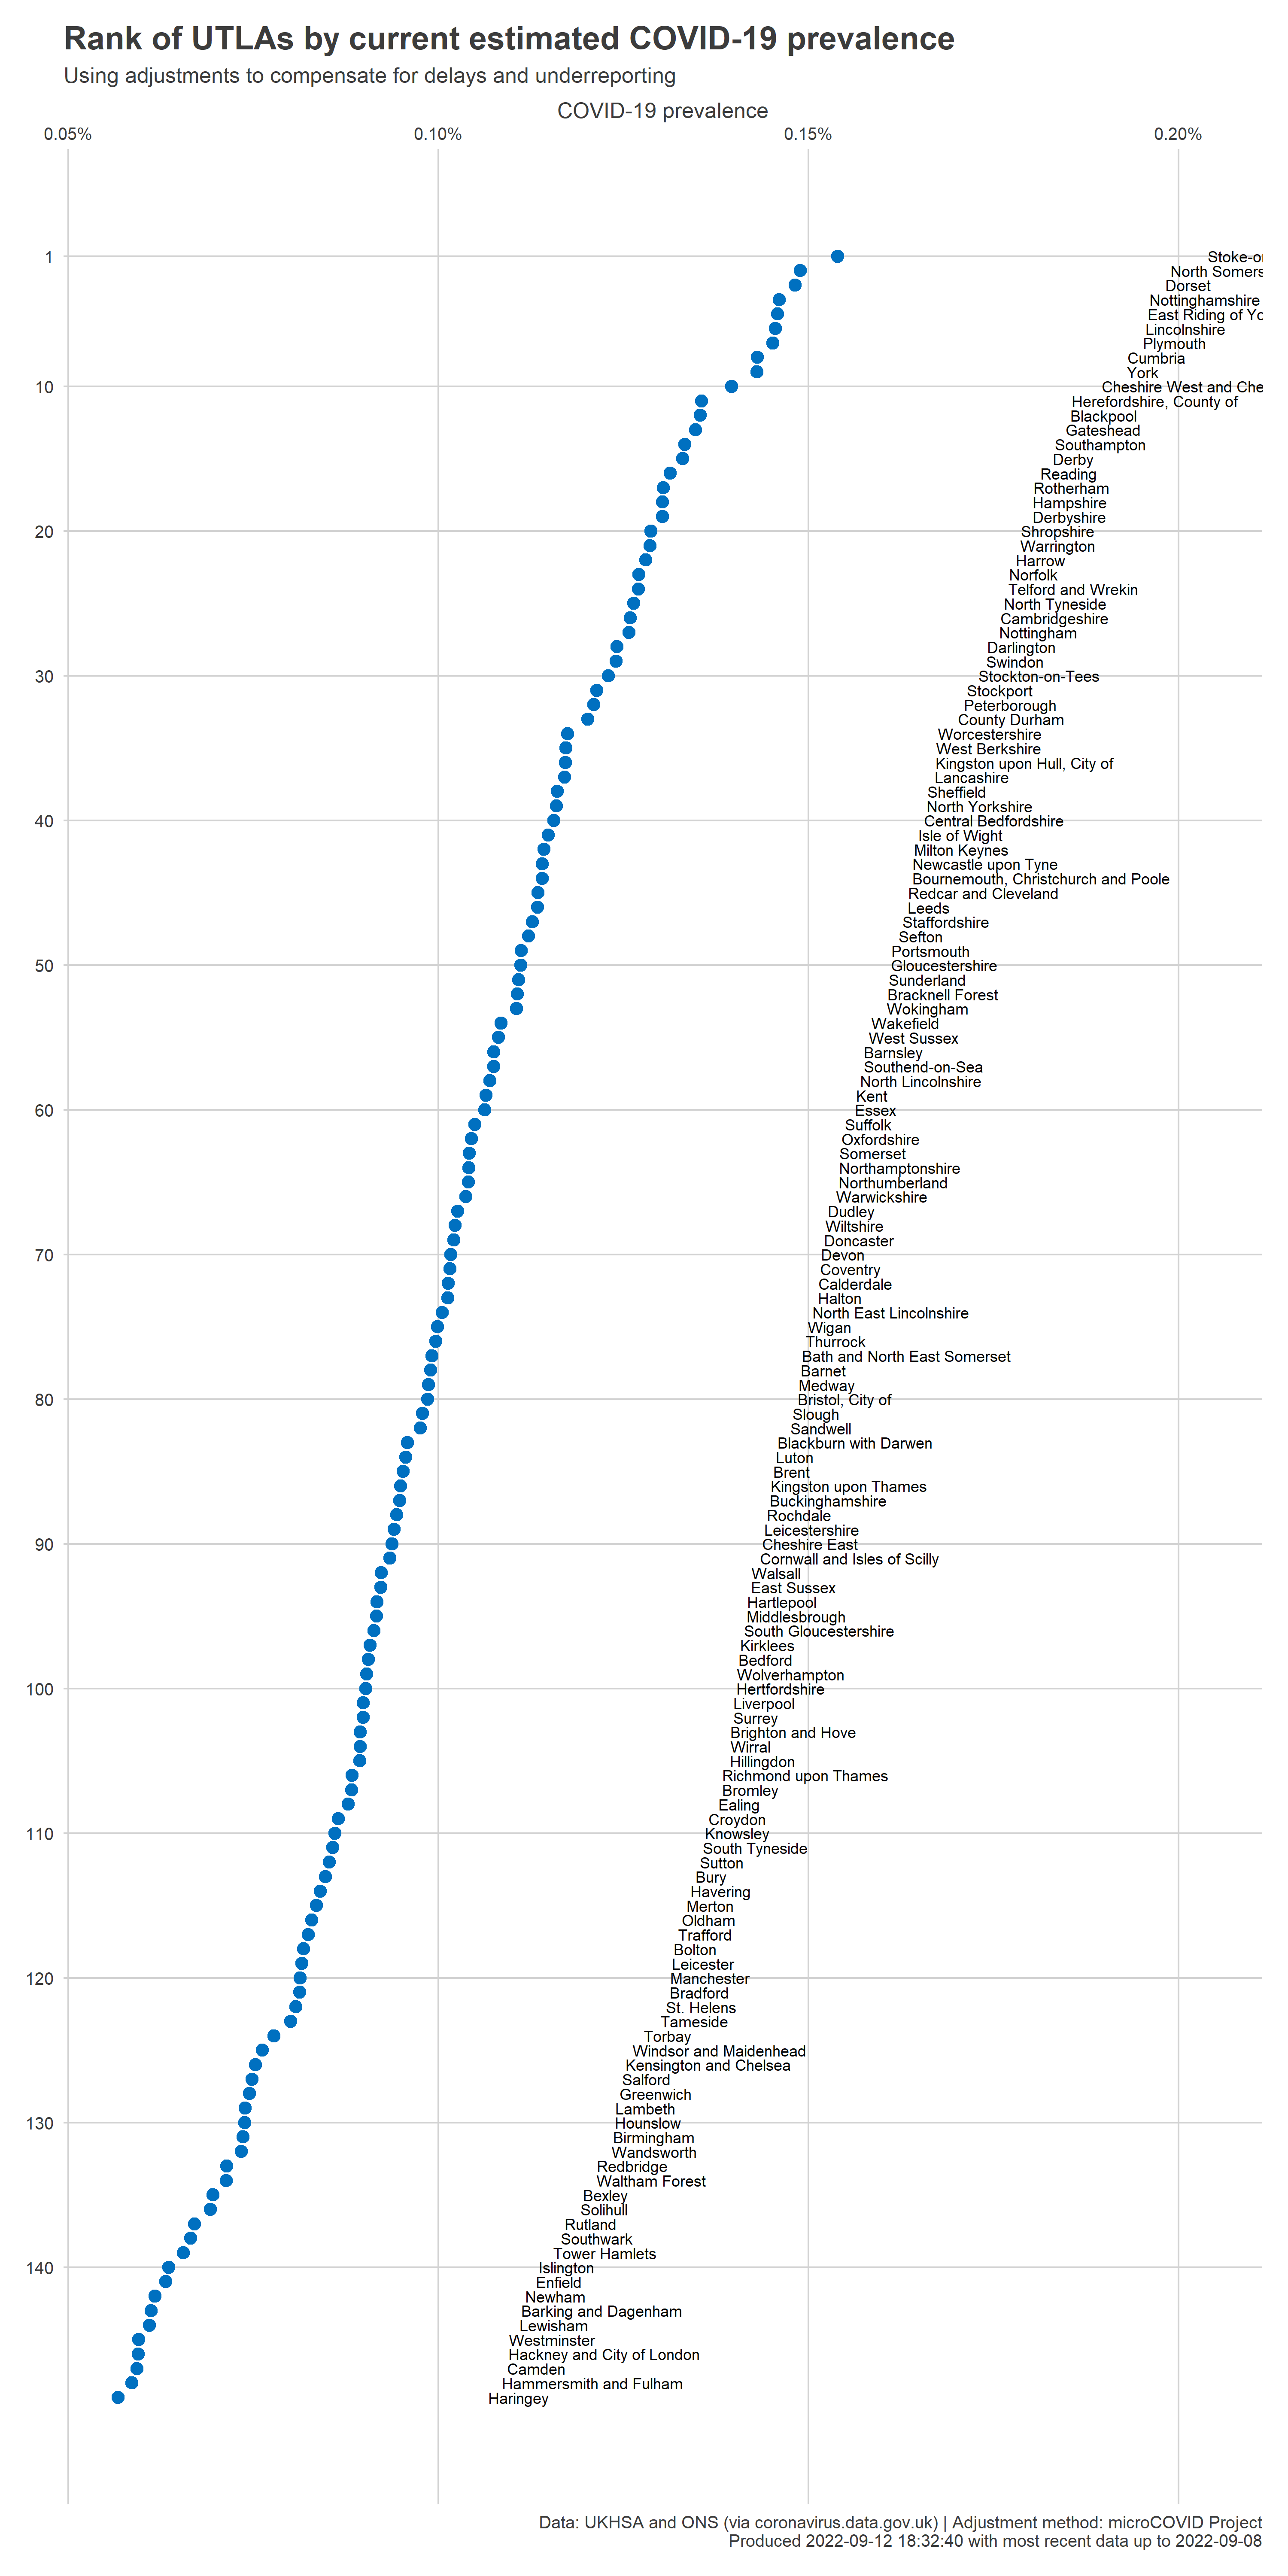 Rank of UTLAs by current estimated COVID-19 prevalence
Using adjustments to compensate for delays and underreporting
COVID-19 prevalence
0.05% 0.10% 0.15% 0.20%
1 Stoke-o
North Somers
Dorset
Nottinghamshire
East Riding of Yo
Lincolnshire
Plymouth
Cumbria
York
10 Cheshire West and Che
Herefordshire, County of
Blackpool
Gateshead
Southampton
Derby
Reading
Rotherham
Hampshire
Derbyshire
20 Shropshire
Warrington
Harrow
Norfolk
Telford and Wrekin
North Tyneside
Cambridgeshire
Nottingham
Darlington
Swindon
30 Stockton-on-Tees
Stockport
Peterborough
County Durham
Worcestershire
West Berkshire
Kingston upon Hull, City of
Lancashire
Sheffield
North Yorkshire
40 Central Bedfordshire
Isle of Wight
Milton Keynes
Newcastle upon Tyne
Bournemouth, Christchurch and Poole
Redcar and Cleveland
Leeds
Staffordshire
Sefton
Portsmouth
50 Gloucestershire
Sunderland
Bracknell Forest
Wokingham
Wakefield
West Sussex
Barnsley
Southend-on-Sea
North Lincolnshire
Kent
60 Essex
Suffolk
Oxfordshire
Somerset
Northamptonshire
Northumberland
Warwickshire
Dudley
Wiltshire
Doncaster
70 Devon
Coventry
Calderdale
Halton
North East Lincolnshire
Wigan
Thurrock
Bath and North East Somerset
Barnet
Medway
80 Bristol, City of
Slough
Sandwell
Blackburn with Darwen
Luton
Brent
Kingston upon Thames
Buckinghamshire
Rochdale
Leicestershire
90 Cheshire East
Cornwall and Isles of Scilly
Walsall
East Sussex
Hartlepool
Middlesbrough
South Gloucestershire
Kirklees
Bedford
Wolverhampton
100 Hertfordshire
Liverpool
Surrey
Brighton and Hove
Wirral
Hillingdon
Richmond upon Thames
Bromley
Ealing
Croydon
110 Knowsley
South Tyneside
Sutton
Bury
Havering
Merton
Oldham
Trafford
Bolton
Leicester
120 Manchester
Bradford
St. Helens
Tameside
Torbay
Windsor and Maidenhead
Kensington and Chelsea
Salford
Greenwich
Lambeth
130 Hounslow
Birmingham
Wandsworth
Redbridge
Waltham Forest
Bexley
Solihull
Rutland
Southwark
Tower Hamlets
140 Islington
Enfield
Newham
Barking and Dagenham
Lewisham
Westminster
Hackney and City of London
Camden
Hammersmith and Fulham
Haringey
Data: UKHSA and ONS (via coronavirus.data.gov.uk) | Adjustment method: microCOVID Project
Produced 2022-09-12 18:32:40 with most recent data up to 2022-09-08